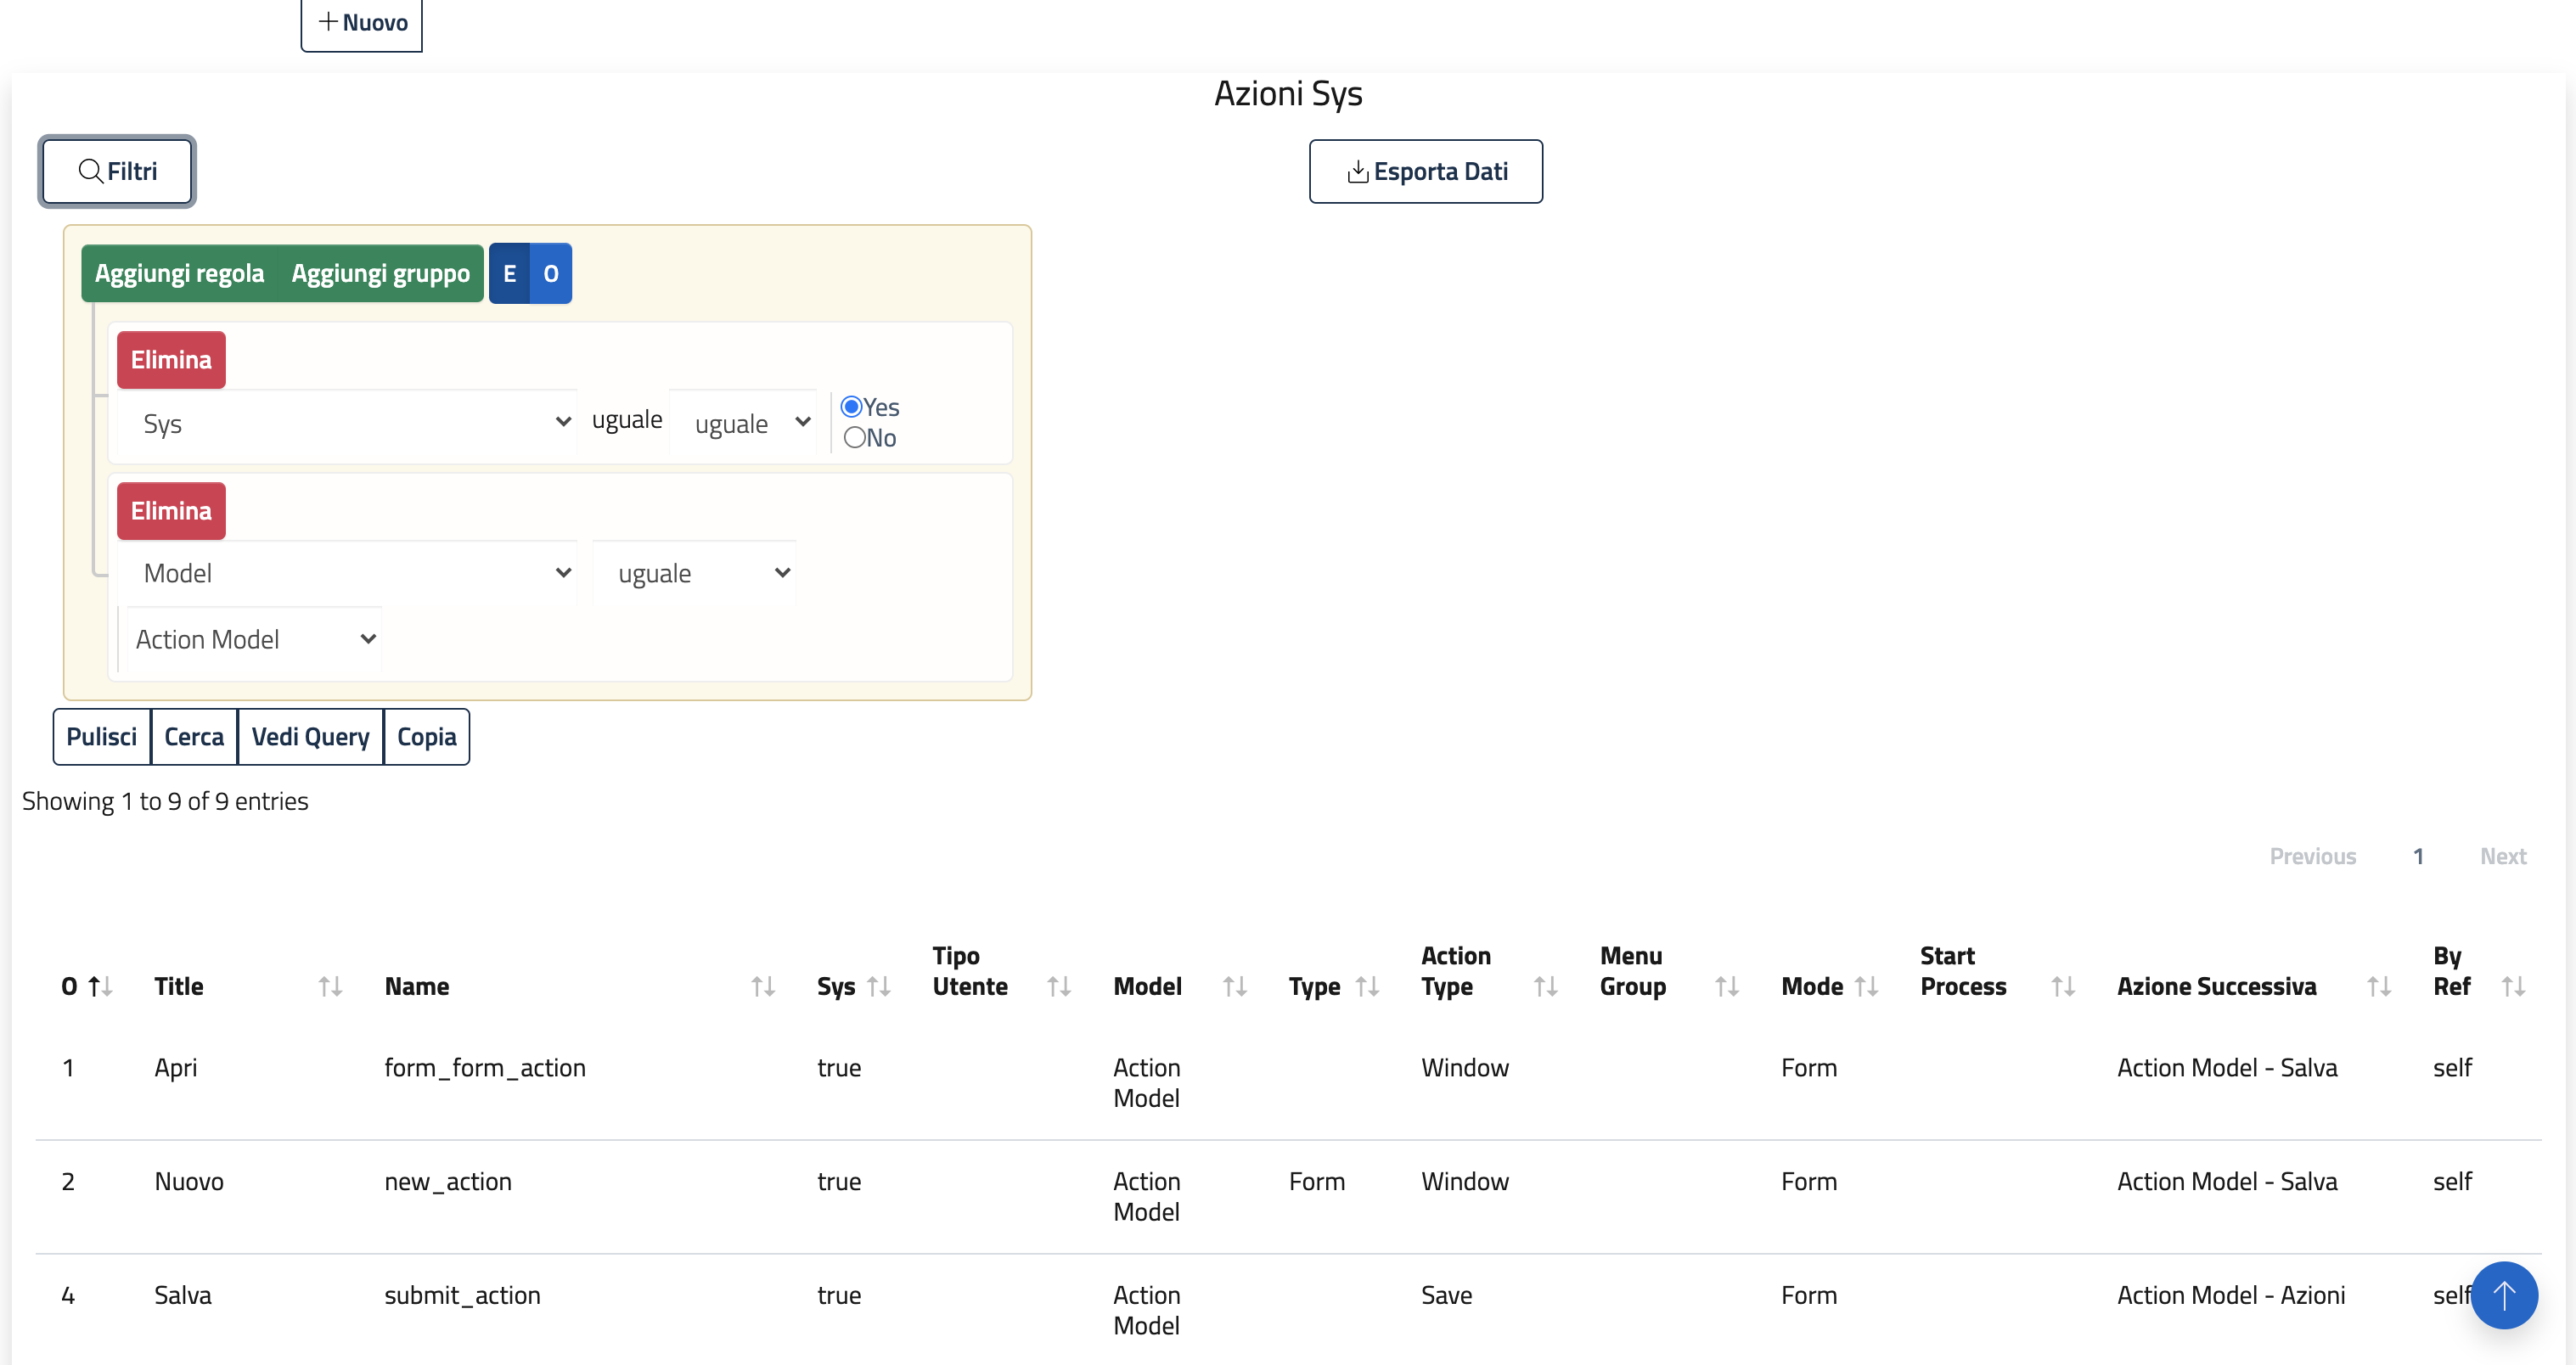 Nuovo
Azioni Sys
Filtri
Esporta Dati
Aggiungi regola Aggiungi gruppo E O
Elimina
Sys uguale uguale Yes
No
Elimina
Model uguale
Action Model
Pulisci Cerca Vedi Query Copia
Showing 1 to 9 of 9 entries
Previous 1 Next
O Title Name Sys Tipo Utente Model Type Action Type Menu Group Mode Start Process Azione Successiva By Ref
1 Apri form_form_action true Action Model Window Form Action Model - Salva self
2 Nuovo new_action true Action Model Form Window Form Action Model - Salva self
4 Salva submit_action true Action Model Save Form Action Model - Azioni self